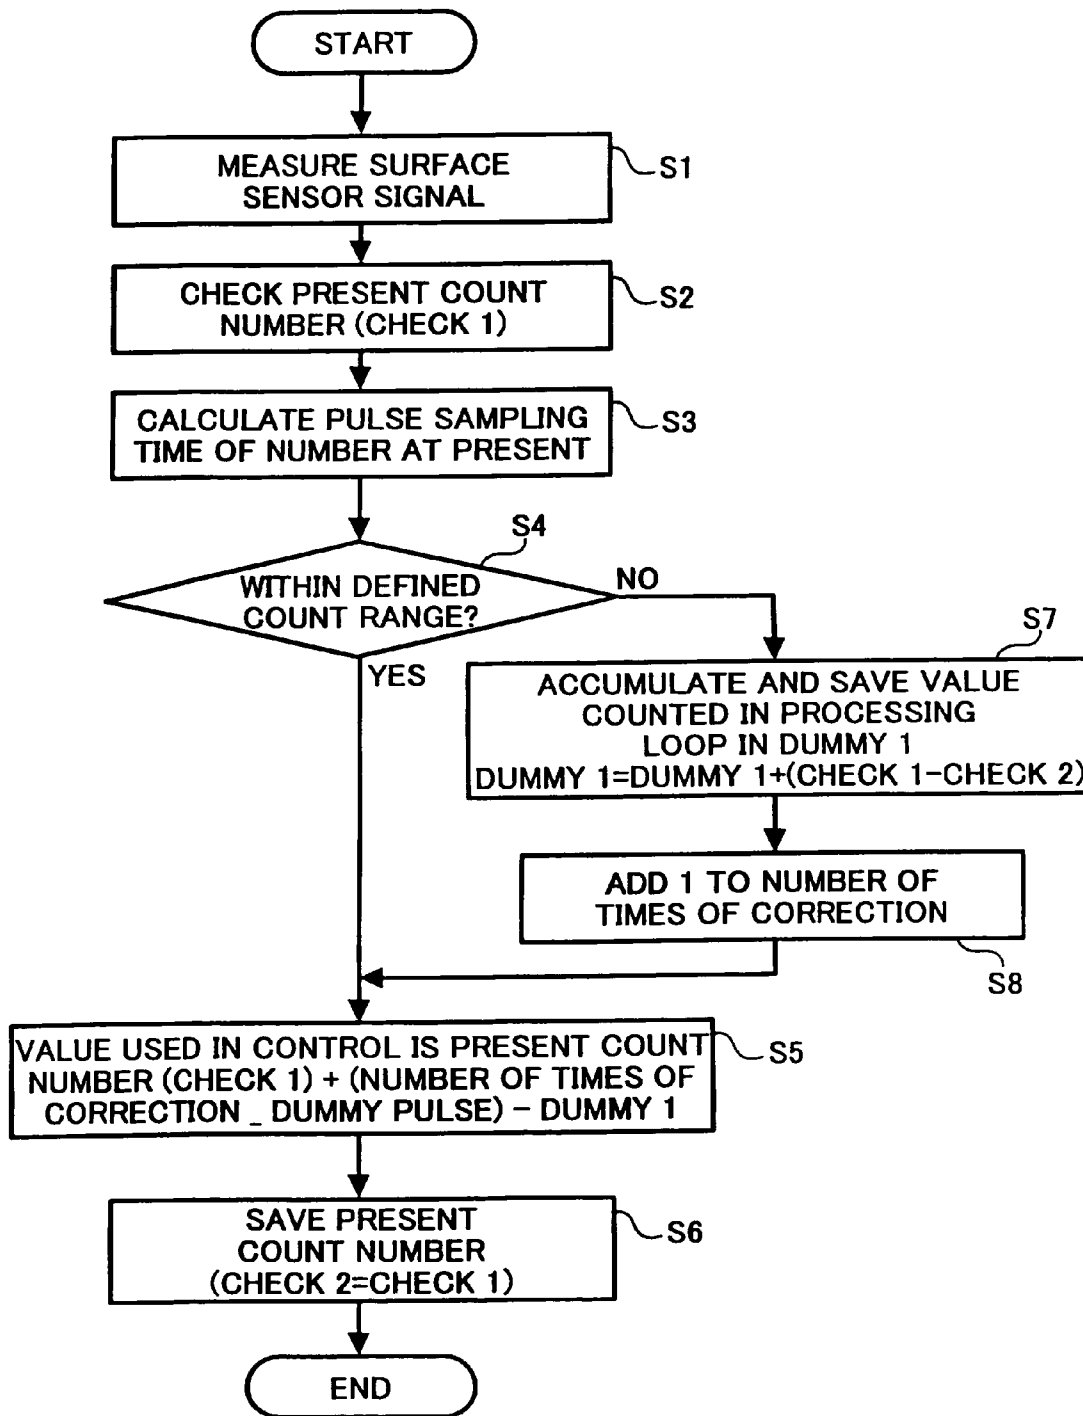 START
MEASURE SURFACE
SENSOR SIGNAL
S1
CHECK PRESENT COUNT
NUMBER (CHECK 1)
S2
CALCULATE PULSE SAMPLING
TIME OF NUMBER AT PRESENT
S3
S4
WITHIN DEFINED
COUNT RANGE?
NO
YES
S7
ACCUMULATE AND SAVE VALUE
COUNTED IN PROCESSING
LOOP IN DUMMY 1
DUMMY 1=DUMMY 1+(CHECK 1-CHECK 2)
ADD 1 TO NUMBER OF
TIMES OF CORRECTION
S8
VALUE USED IN CONTROL IS PRESENT COUNT
NUMBER (CHECK 1) + (NUMBER OF TIMES OF
CORRECTION _ DUMMY PULSE) - DUMMY 1
S5
SAVE PRESENT
COUNT NUMBER
(CHECK 2=CHECK 1)
S6
END